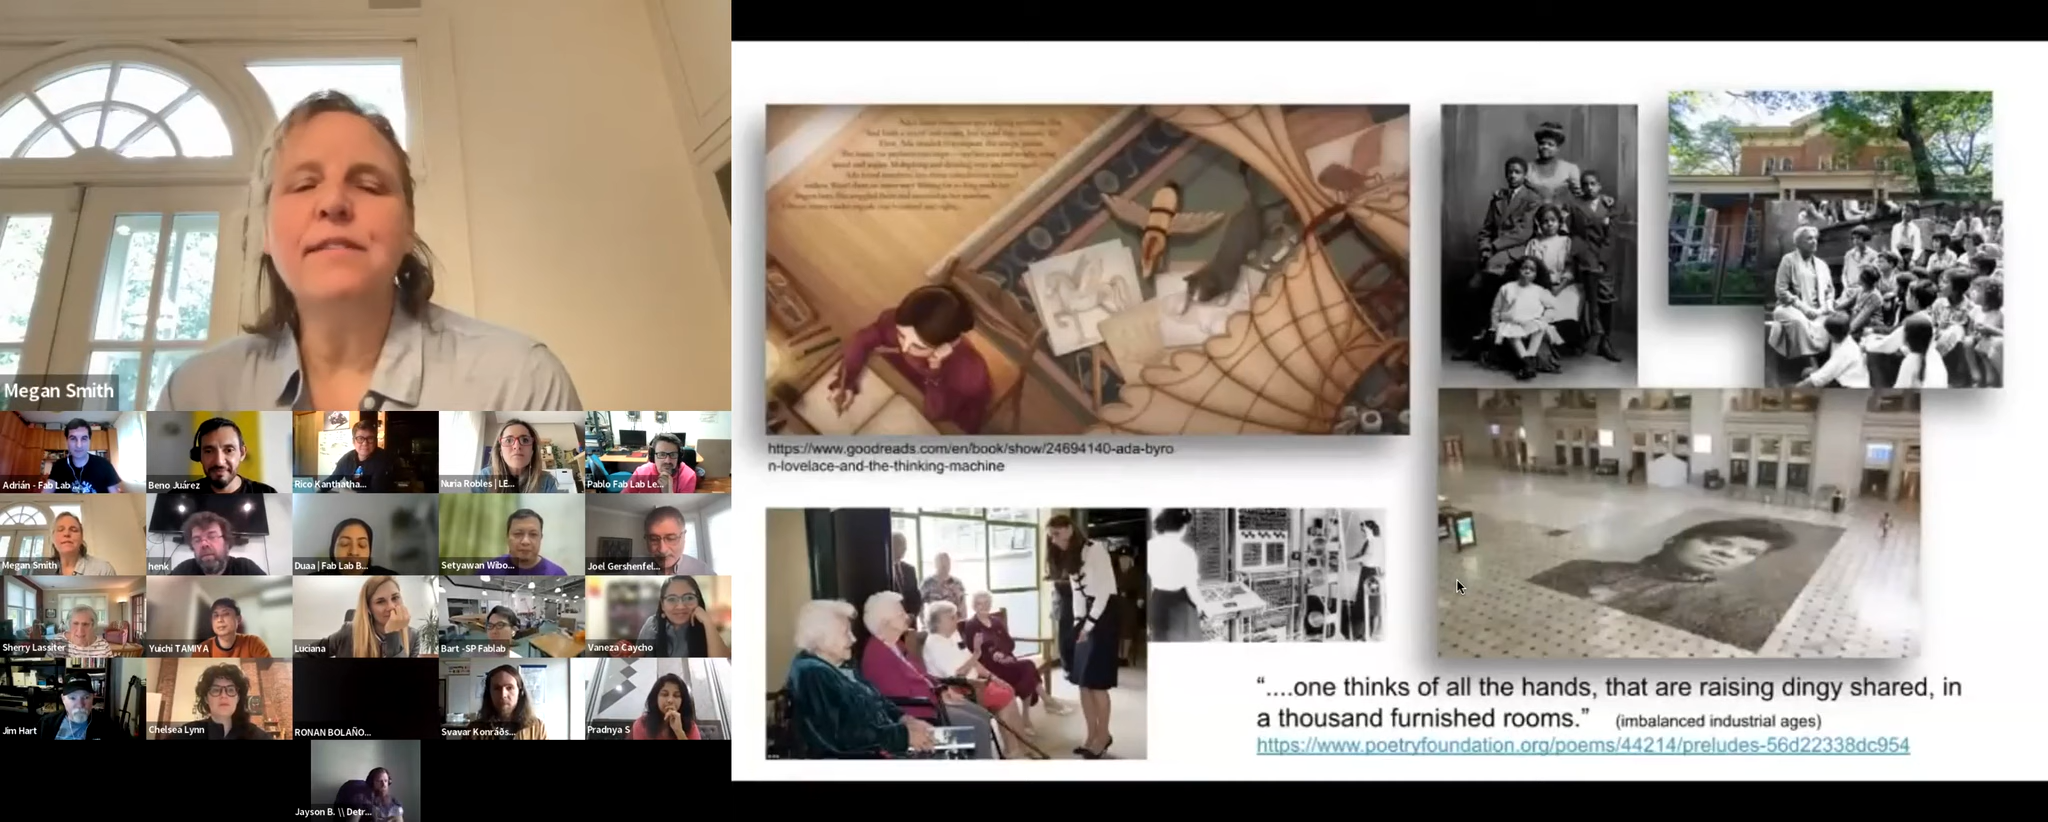 Megan Smith
Adrián - Fab Lab ...
Beno Juárez
Rico Kanthatha...
Nuria Robles | LE...
Pablo Fab Lab Le...
Megan Smith
henk
Duaa | Fab Lab B...
Setyawan Wibo...
Joel Gershenfel...
Sherry Lassiter
Yuichi TAMIYA
Luciana
Bart -SP Fablab
Vaneza Caycho
Jim Hart
Chelsea Lynn
RONAN BOLAÑO...
Svavar Konráðs...
Pradnya S
Jayson B. \\ Detr...
https://www.goodreads.com/en/book/show/24694140-ada-byro
n-lovelace-and-the-thinking-machine
“....one thinks of all the hands, that are raising dingy shared, in
a thousand furnished rooms.” (imbalanced industrial ages)
https://www.poetryfoundation.org/poems/44214/preludes-56d22338dc954